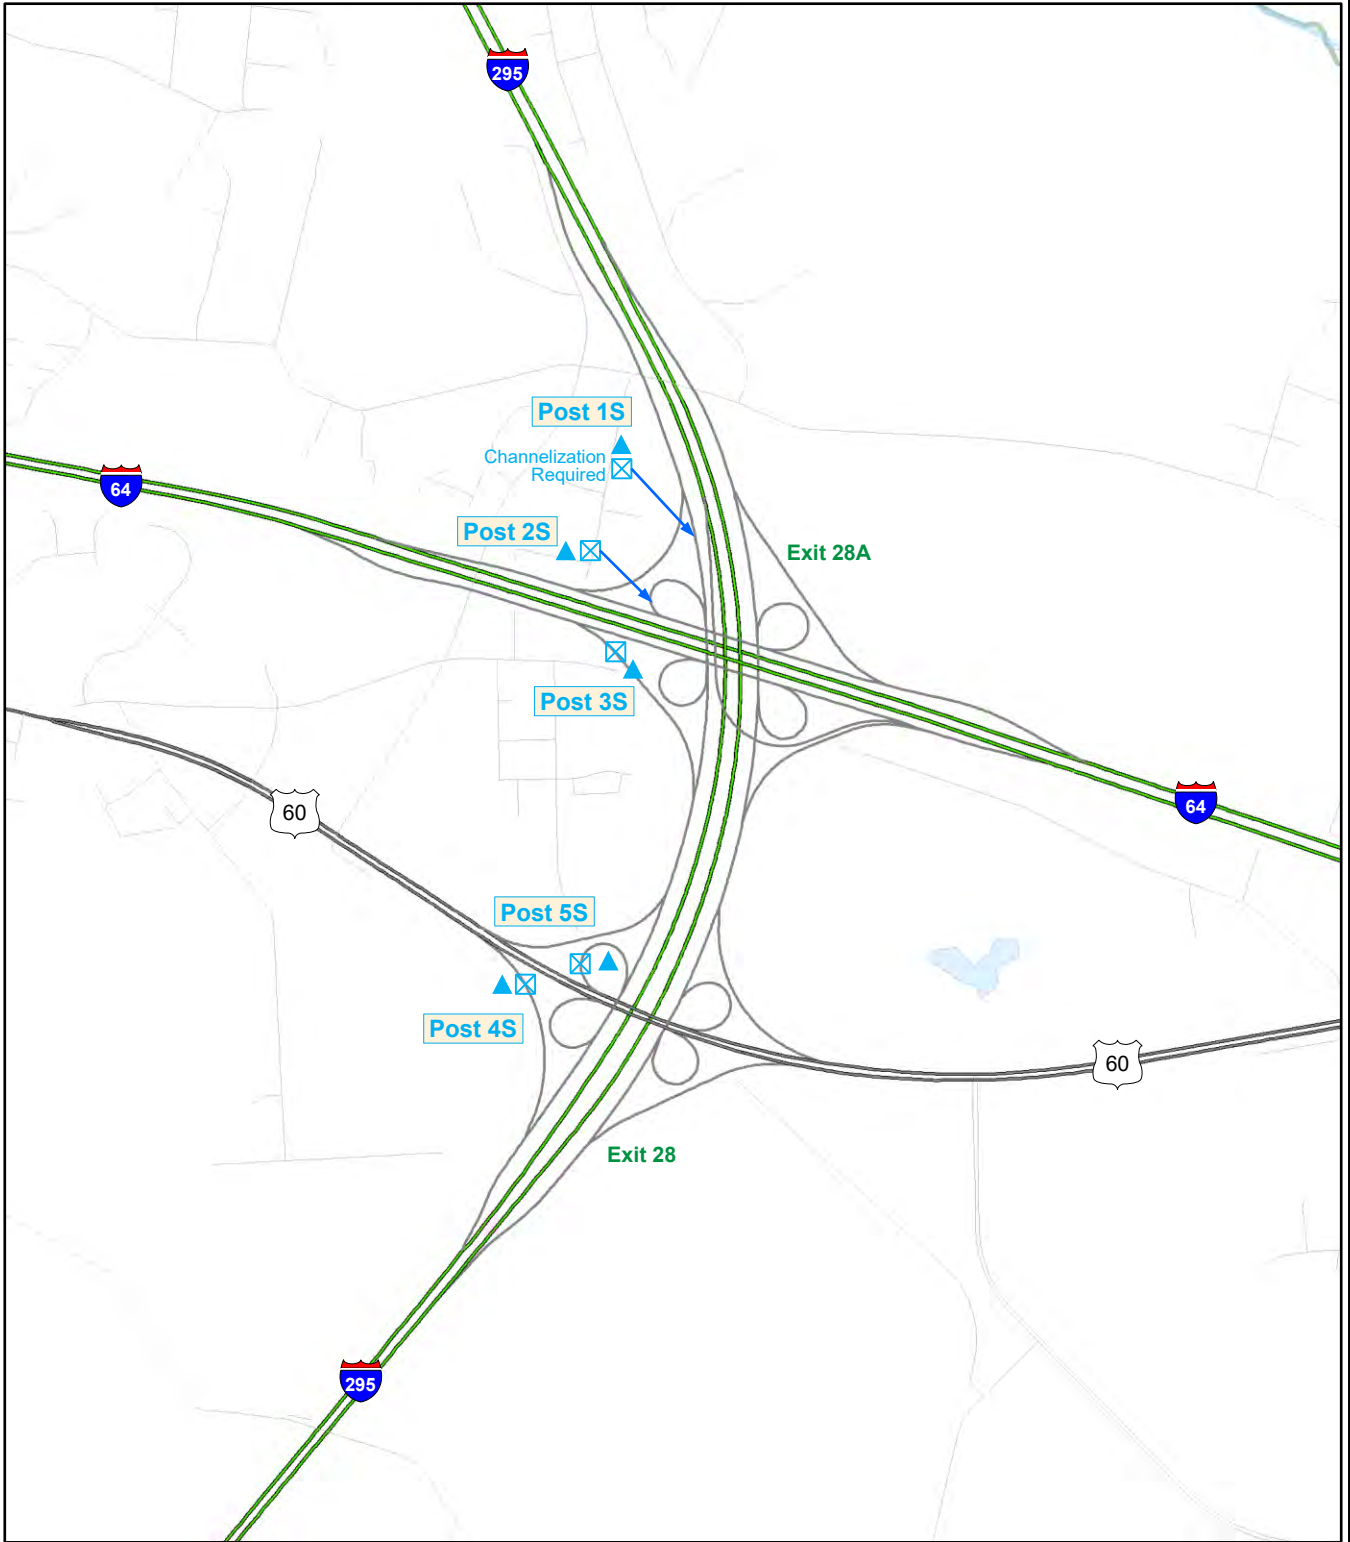 295
Post 1S
Channelization
Required
64
Post 2S
Exit 28A
Post 3S
64
60
Post 5S
Post 4S
60
Exit 28
295